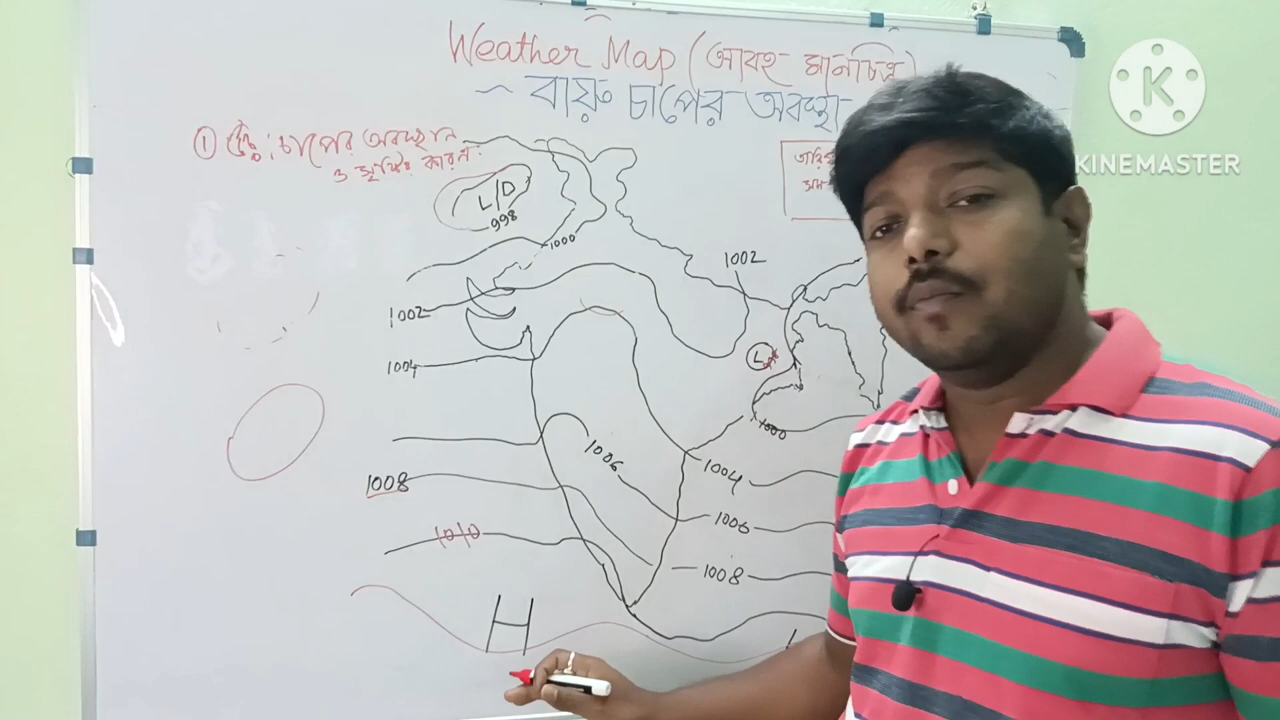 Weather Map (আবহ মানচিত্র)
~ বায়ু চাপের অবস্থা
K
KINEMASTER
① চাপের অবস্থান
ও সৃষ্টির কারণ:
L/D
998
1000
1002
1002
L
1004
1000
1006
1004
1008
1006
1010
1008
H